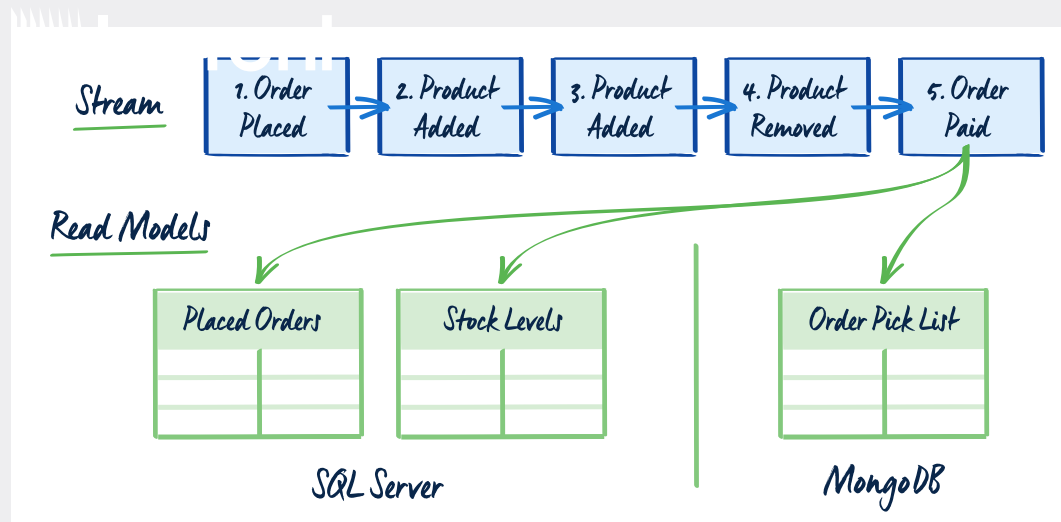 Stream
1. Order
Placed
2. Product
Added
3. Product
Added
4. Product
Removed
5. Order
Paid
Read Models
Placed Orders
Stock Levels
Order Pick List
SQL Server
MongoDB